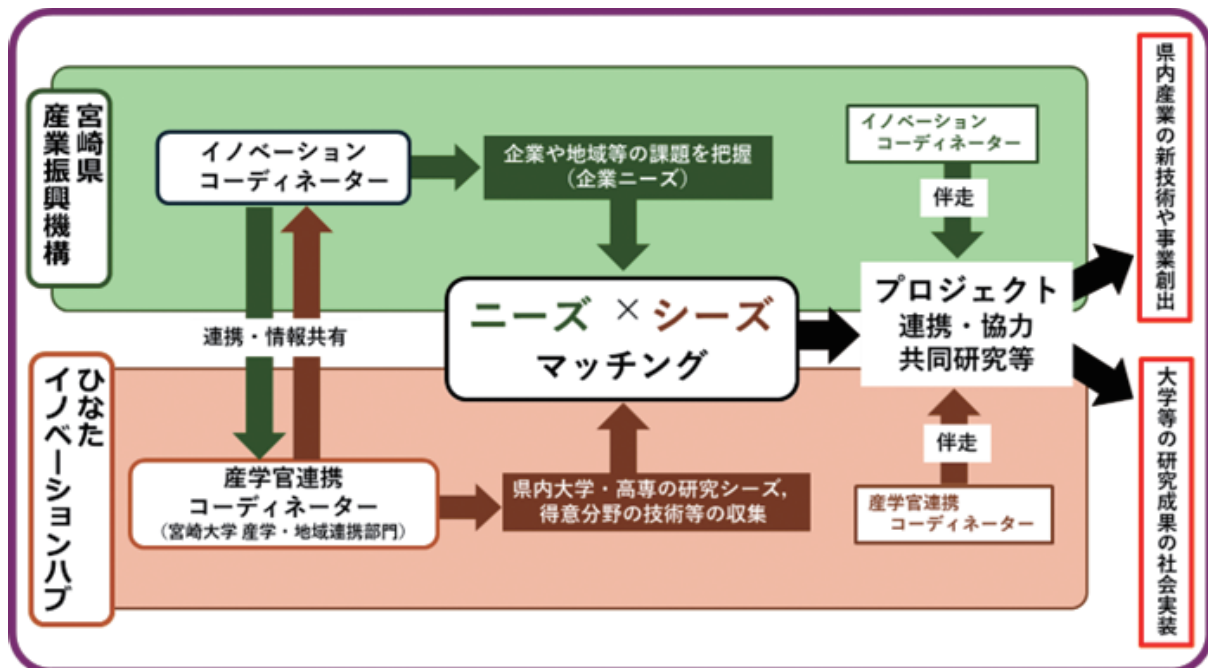 宮崎県
産業振興機構
イノベーション
コーディネーター
企業や地域等の課題を把握
（企業ニーズ）
イノベーション
コーディネーター
伴走
連携・情報共有
ニーズ × シーズ
マッチング
プロジェクト
連携・協力
共同研究等
県内産業の新技術や事業創出
ひなた
イノベーションハブ
産学官連携
コーディネーター
（宮崎大学 産学・地域連携部門）
県内大学・高専の研究シーズ，
得意分野の技術等の収集
伴走
産学官連携
コーディネーター
大学等の研究成果の社会実装